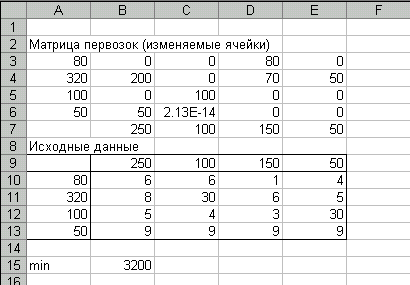 A B C D E F
1
2 Матрица первозок (изменяемые ячейки)
3 80 0 0 80 0
4 320 200 0 70 50
5 100 0 100 0 0
6 50 50 2.13E-14 0 0
7 250 100 150 50
8 Исходные данные
9 250 100 150 50
10 80 6 6 1 4
11 320 8 30 6 5
12 100 5 4 3 30
13 50 9 9 9 9
14
15 min 3200
16